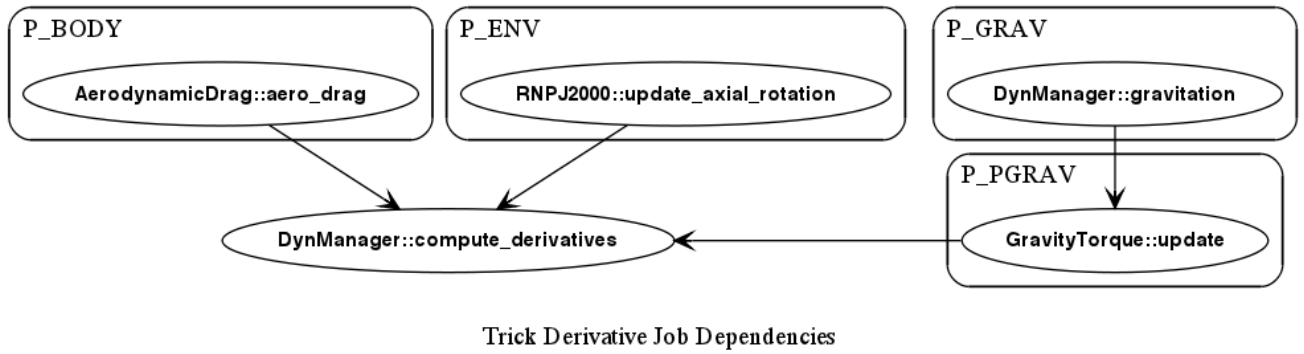 P_BODY
P_ENV
P_GRAV
AerodynamicDrag::aero_drag
RNPJ2000::update_axial_rotation
DynManager::gravitation
P_PGRAV
DynManager::compute_derivatives
GravityTorque::update
Trick Derivative Job Dependencies